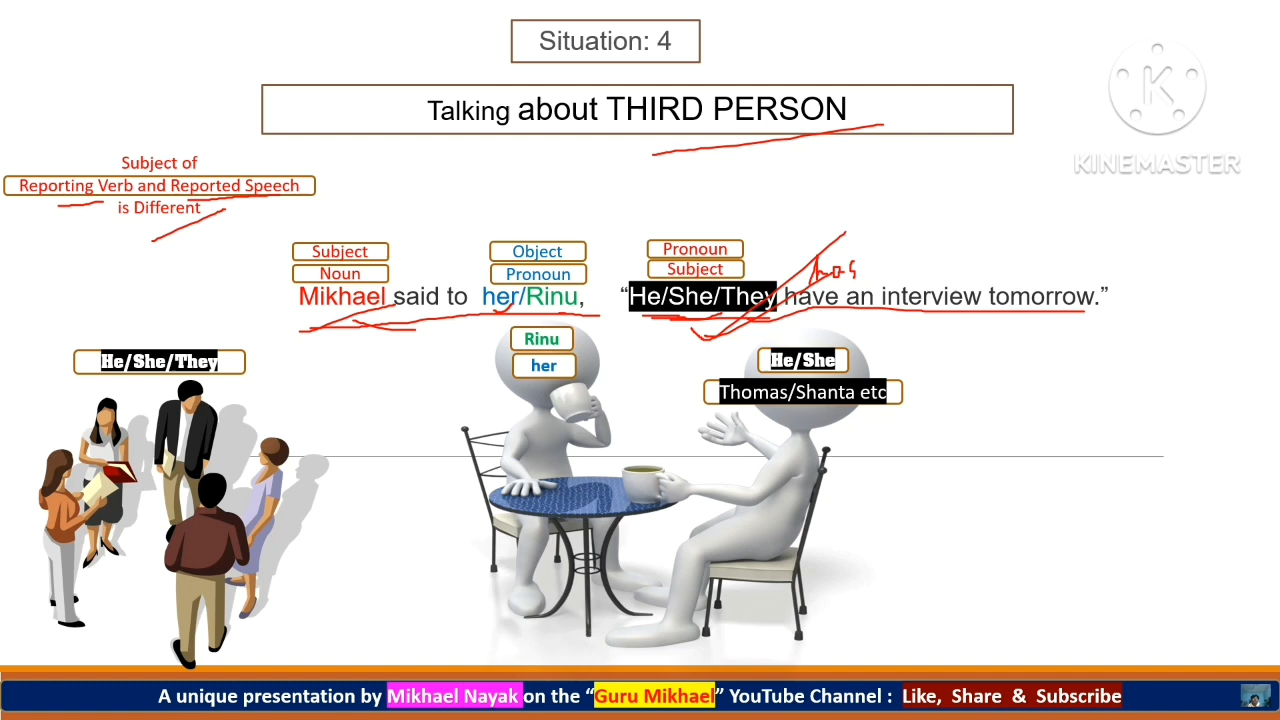 Situation: 4
Talking about THIRD PERSON
K
KINEMASTER
Subject of
Reporting Verb and Reported Speech
is Different
Subject
Noun
Object
Pronoun
Pronoun
Subject
has
Mikhael said to her/Rinu, “He/She/They have an interview tomorrow.”
He/She/They
Rinu
her
He/She
Thomas/Shanta etc
A unique presentation by Mikhael Nayak on the “Guru Mikhael” YouTube Channel : Like, Share & Subscribe